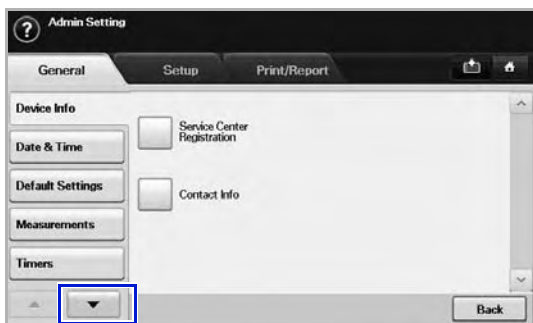 Admin Setting
General
Setup
Print/Report
Device Info
Date & Time
Default Settings
Measurements
Timers
Service Center
Registration
Contact Info
Back